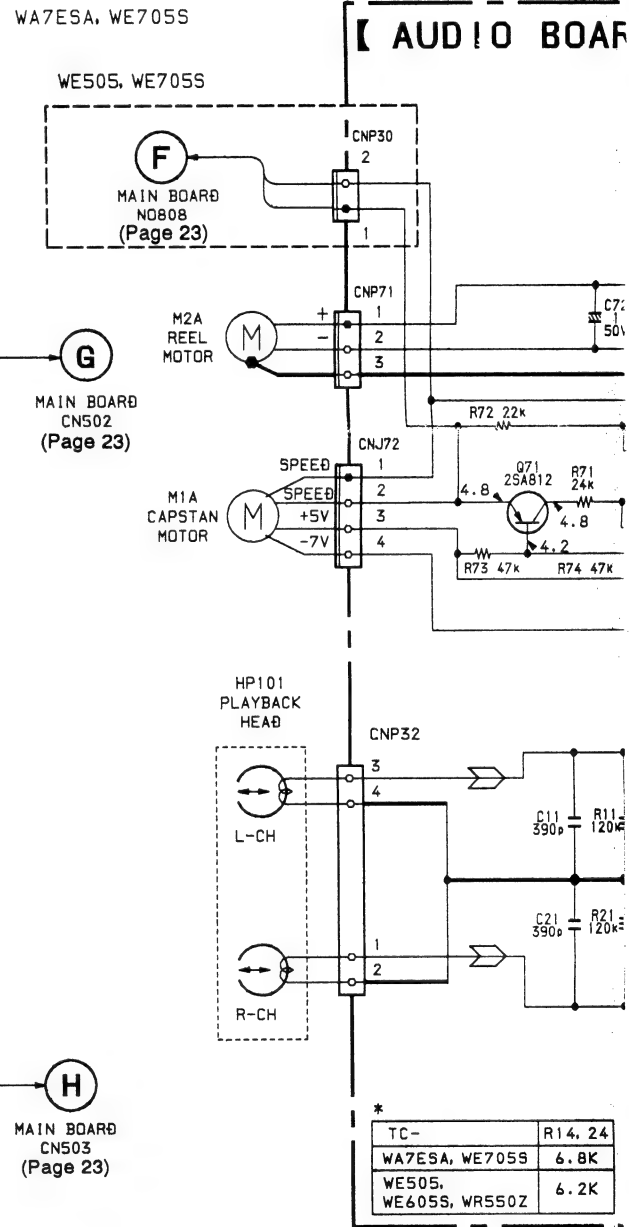 WA7ESA, WE705S
【 AUDIO BOAR
WE505, WE705S
CNP30
2
F
MAIN BOARD
NO808
(Page 23)
1
CNP71
M2A
REEL
MOTOR
M
+
-
1
2
3
C72
1
50V
G
MAIN BOARD
CN502
(Page 23)
R72 22k
CNJ72
M1A
CAPSTAN
MOTOR
M
SPEED 1
SPEED 2
+5V 3
-7V 4
Q71
2SA812
R71
24k
4.8
4.8
4.2
R73 47k
R74 47k
HP101
PLAYBACK
HEAD
CNP32
3
4
L-CH
C11
390p
R11
120k
C21
390p
R21
120k
1
2
R-CH
H
MAIN BOARD
CN503
(Page 23)
*
TC- R14, 24
WA7ESA, WE705S 6.8K
WE505,
WE605S, WR550Z 6.2K